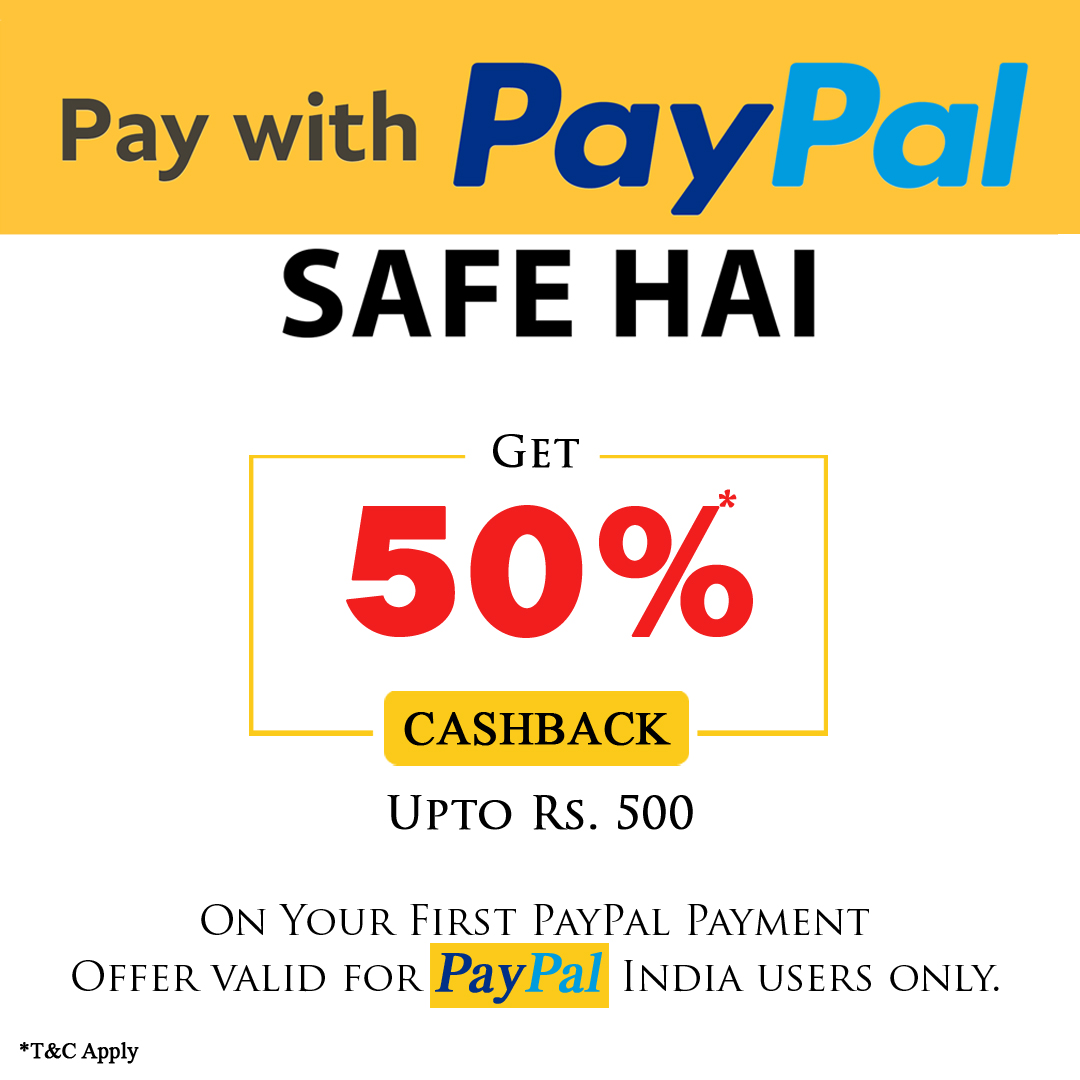 Pay with PayPal
SAFE HAI
GET
50%*
CASHBACK
UPTO RS. 500
ON YOUR FIRST PAYPAL PAYMENT
OFFER VALID FOR PayPal INDIA USERS ONLY.
*T&C Apply